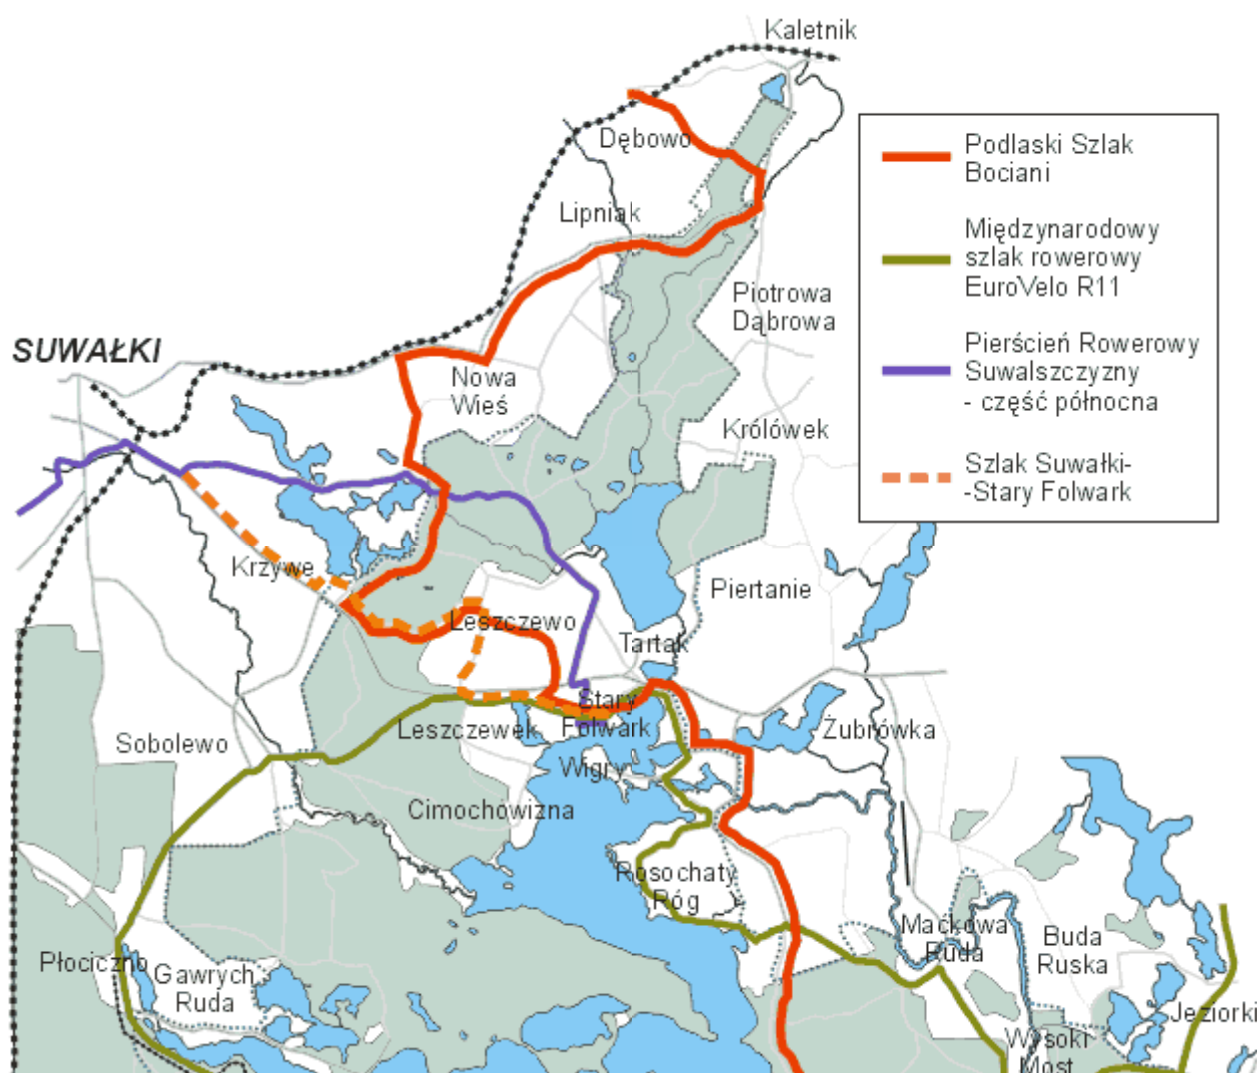 Kaletnik
Dębowo
Podlaski Szlak
Bociani
Lipniak
Międzynarodowy
szlak rowerowy
EuroVelo R11
Piotrowa
Dąbrowa
SUWAŁKI
Pierścień Rowerowy
Suwalszczyzny
- część północna
Nowa
Wieś
Królówek
Szlak Suwałki-
-Stary Folwark
Krzywe
Piertanie
Leszczewo
Tartak
Stary
Folwark
Leszczewek
Żubrówka
Sobolewo
Wigry
Cimochowizna
Rosochaty
Róg
Maćkowa
Ruda
Buda
Ruska
Płociczno
Gawrych
Ruda
Jeziorki
Wysoki
Most